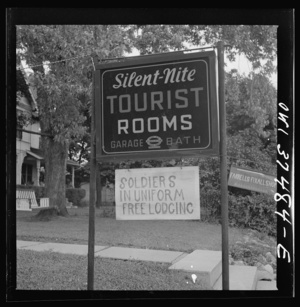 Silent-Nite
TOURIST
ROOMS
GARAGE BATH
SOLDIERS
IN UNIFORM
FREE LODGING
OWI 37484-E